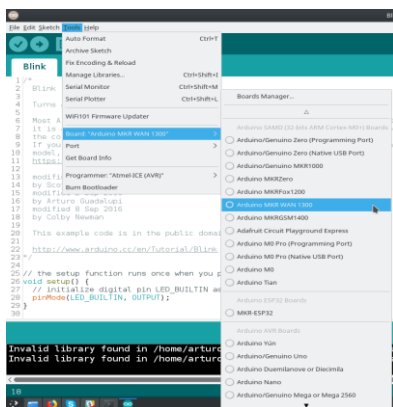 File Edit Sketch Tools Help
Auto Format Ctrl+T
Archive Sketch
Fix Encoding & Reload
Manage Libraries... Ctrl+Shift+I
Serial Monitor Ctrl+Shift+M
Serial Plotter Ctrl+Shift+L
WiFi101 Firmware Updater
Board: "Arduino MKR WAN 1300"
Port
Get Board Info
Programmer: "Atmel-ICE (AVR)"
Burn Bootloader
Boards Manager...
Arduino SAMD (32-bits ARM Cortex-M0+) Boards
Arduino/Genuino Zero (Programming Port)
Arduino/Genuino Zero (Native USB Port)
Arduino/Genuino MKR1000
Arduino MKRZero
Arduino MKRFox1200
Arduino MKR WAN 1300
Arduino MKRGSM1400
Adafruit Circuit Playground Express
Arduino M0 Pro (Programming Port)
Arduino M0 Pro (Native USB Port)
Arduino M0
Arduino Tian
Arduino ESP32 Boards
MKR-ESP32
Arduino AVR Boards
Arduino Yún
Arduino/Genuino Uno
Arduino Duemilanove or Diecimila
Arduino Nano
Arduino/Genuino Mega or Mega 2560
Blink
1 /*
2 Blink
3
4 Turns
5
6 Most A
7 it is
8 the co
9 If you
10 model,
11 https:
12
13 modifi
14 by Sco
15 modifi
16 by Arturo Guadalupi
17 modified 8 Sep 2016
18 by Colby Newman
19
20 This example code is in the public domai
21
22 http://www.arduino.cc/en/Tutorial/Blink
23 */
24
25 // the setup function runs once when you p
26 void setup() {
27 // initialize digital pin LED_BUILTIN as
28 pinMode(LED_BUILTIN, OUTPUT);
29 }
30
Invalid library found in /home/arturo
Invalid library found in /home/arturo
18